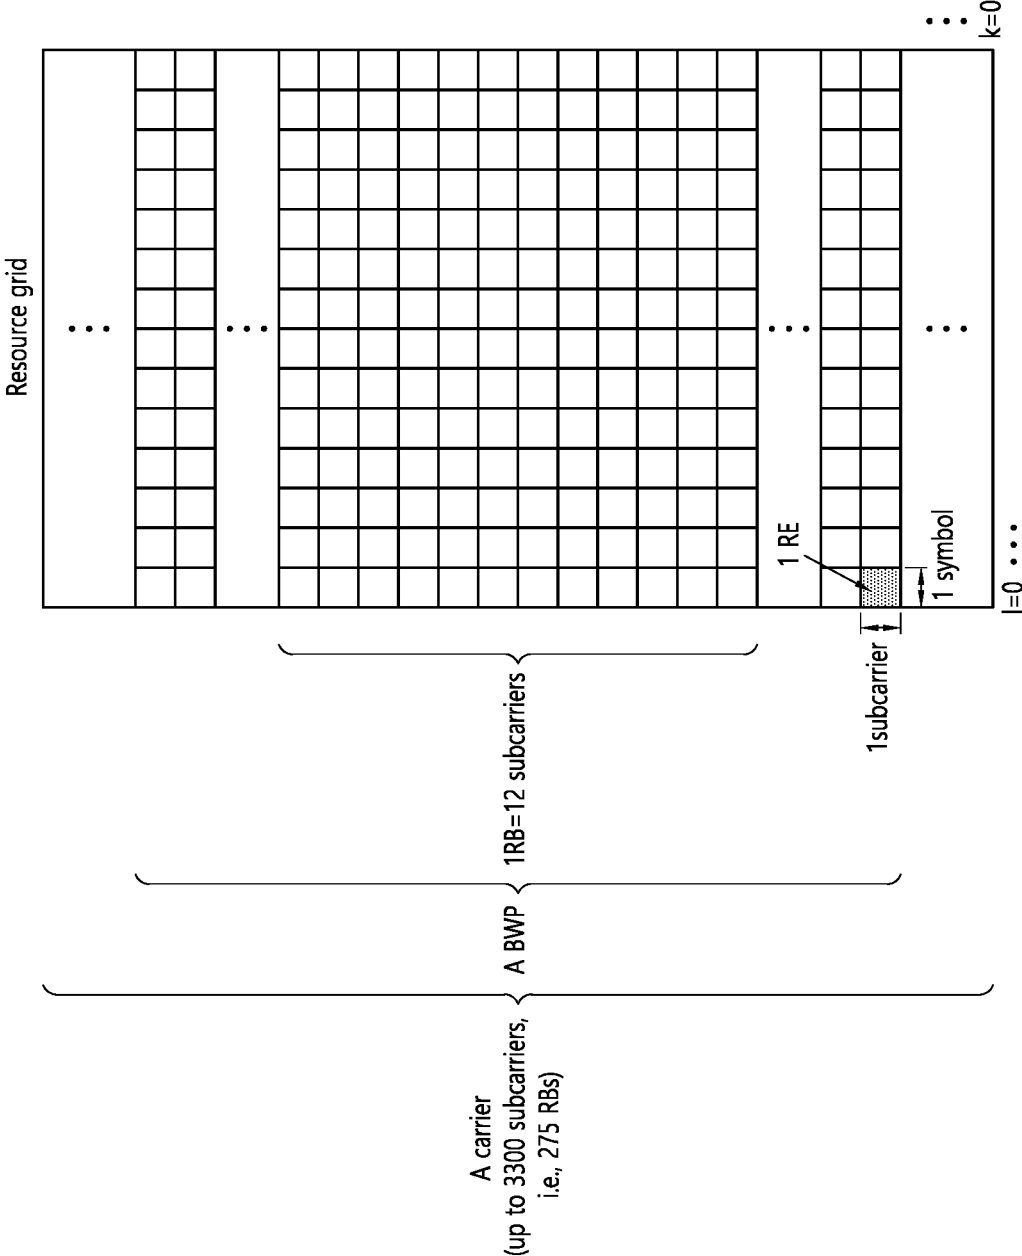 Resource grid
A carrier
(up to 3300 subcarriers,
i.e., 275 RBs)
A BWP
1RB=12 subcarriers
1 RE
1subcarrier
1 symbol
l=0 •••
k=0